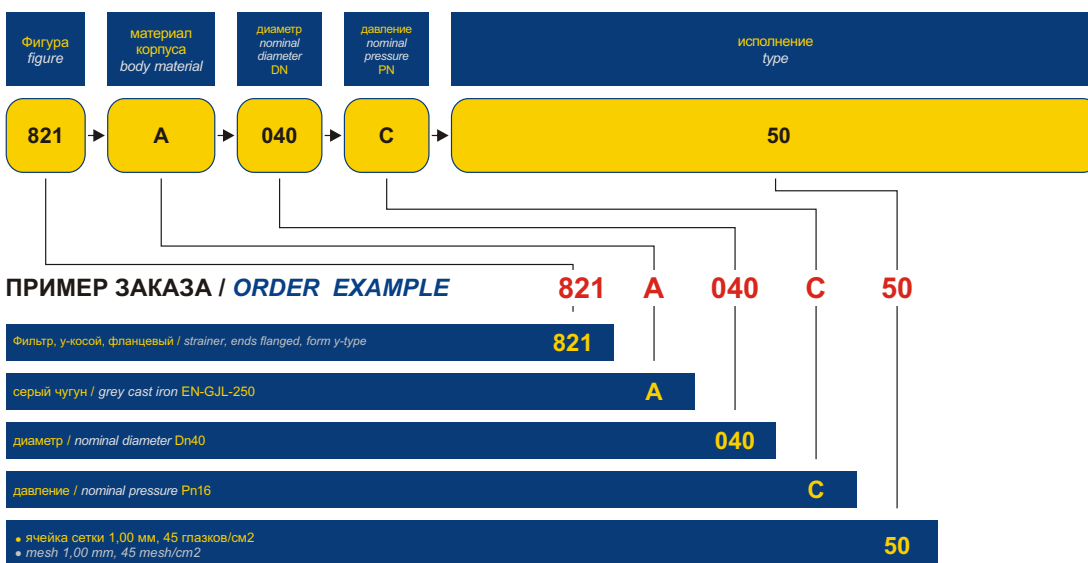 Фигура
figure
материал
корпуса
body material
диаметр
nominal
diameter
DN
давление
nominal
pressure
PN
исполнение
type
821
A
040
C
50
ПРИМЕР ЗАКАЗА / ORDER EXAMPLE 821 A 040 C 50
Фильтр, у-косой, фланцевый / strainer, ends flanged, form y-type 821
серый чугун / grey cast iron EN-GJL-250 A
диаметр / nominal diameter Dn40 040
давление / nominal pressure Pn16 C
• ячейка сетки 1,00 мм, 45 глазков/см2
• mesh 1,00 mm, 45 mesh/cm2
50